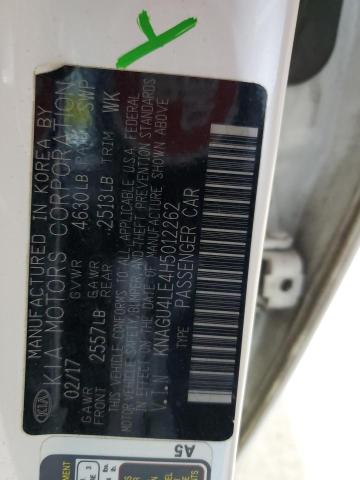 MANUFACTURED IN KOREA BY
KIA MOTORS CORPORATION
02/17 GVWR 4630LB PAINT SWP
GAWR FRONT 2557LB GAWR REAR 2513LB TRIM WK
THIS VEHICLE CONFORMS TO ALL APPLICABLE U.S.A. FEDERAL
MOTOR VEHICLE SAFETY, BUMPER, AND THEFT PREVENTION STANDARDS
IN EFFECT ON THE DATE OF MANUFACTURE SHOWN ABOVE
V.I.N KNAGU4LE4H5012262
TYPE PASSENGER CAR
KIA
A5